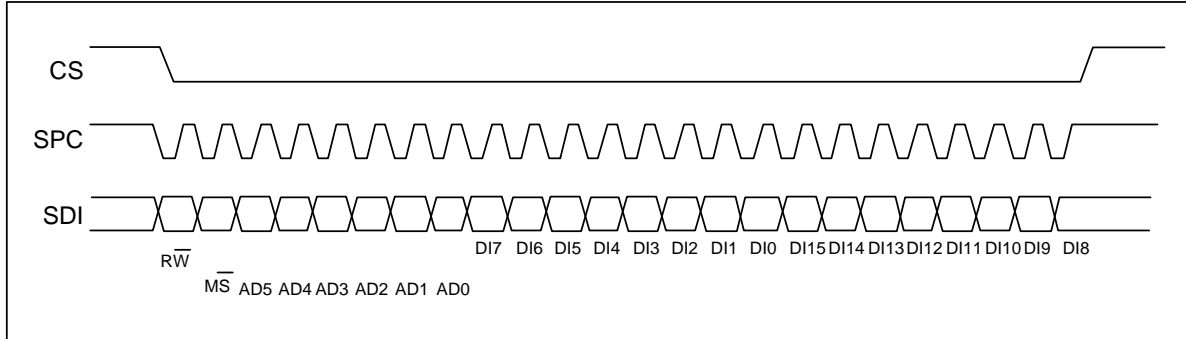 CS
SPC
SDI
RW̅ DI7 DI6 DI5 DI4 DI3 DI2 DI1 DI0 DI15 DI14 DI13 DI12 DI11 DI10 DI9 DI8
MS̅ AD5 AD4 AD3 AD2 AD1 AD0